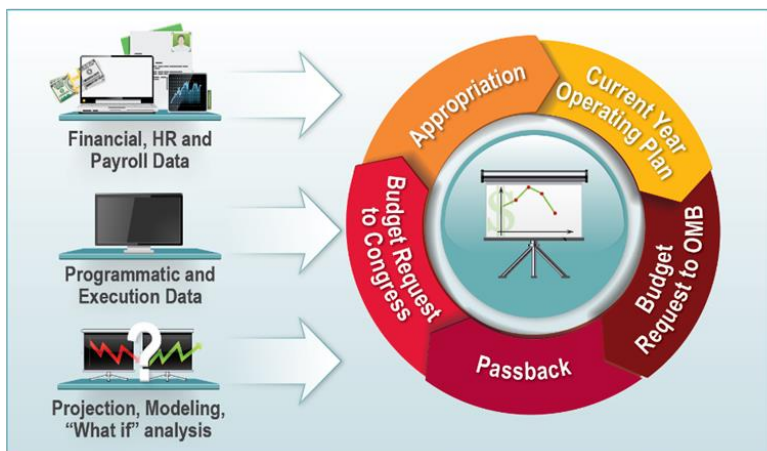 Financial, HR and
Payroll Data
Programmatic and
Execution Data
?
Projection, Modeling,
“What if” analysis
Appropriation
Current Year
Operating Plan
Budget
Request to OMB
Passback
Budget Request
to Congress
$